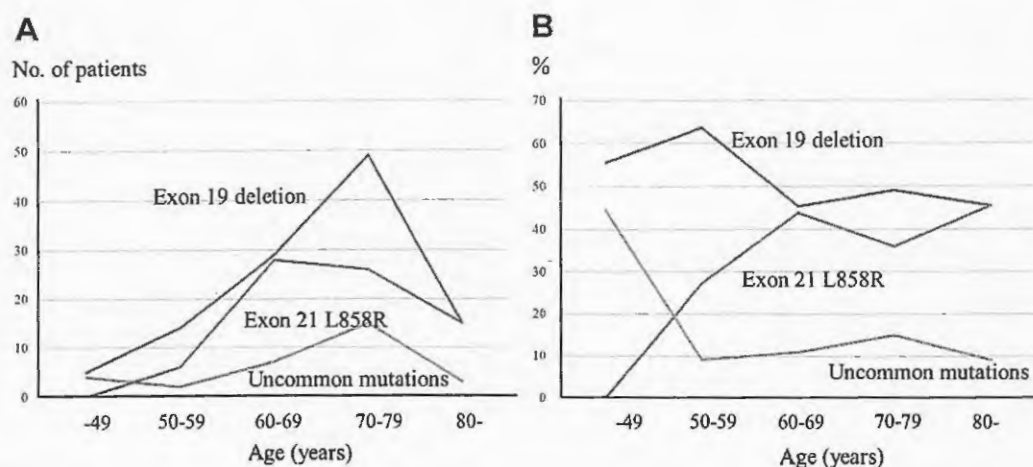 A
No. of patients
60
50
40
30
20
10
0
Exon 19 deletion
Exon 21 L858R
Uncommon mutations
-49 50-59 60-69 70-79 80-
Age (years)
B
%
70
60
50
40
30
20
10
0
Exon 19 deletion
Exon 21 L858R
Uncommon mutations
-49 50-59 60-69 70-79 80-
Age (years)